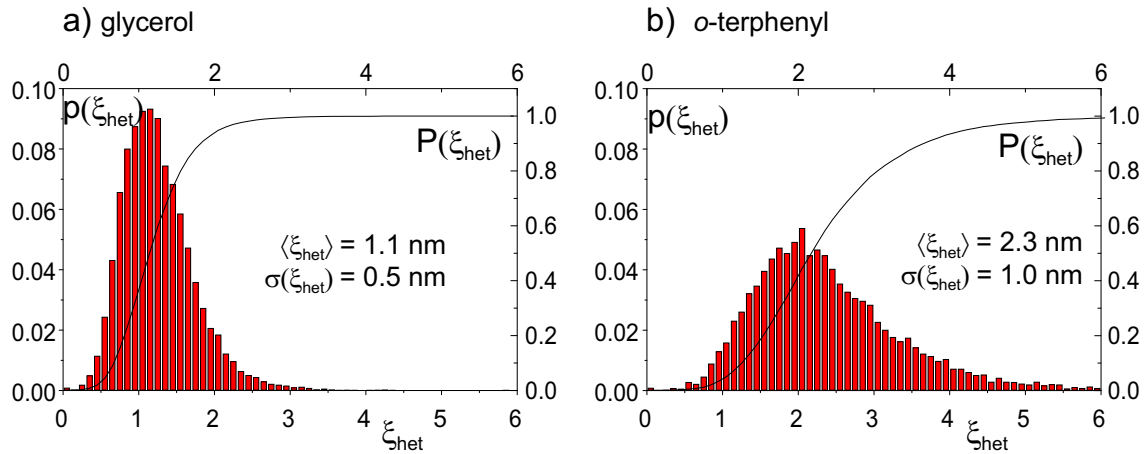 a) glycerol
0 2 4 6
0.10
0.08
0.06
0.04
0.02
0.00
p(ξhet)
P(ξhet)
⟨ξhet⟩ = 1.1 nm
σ(ξhet) = 0.5 nm
1.0
0.8
0.6
0.4
0.2
0.0
0 1 2 3 4 5 6
ξhet
b) o-terphenyl
0 2 4 6
0.10
0.08
0.06
0.04
0.02
0.00
p(ξhet)
P(ξhet)
⟨ξhet⟩ = 2.3 nm
σ(ξhet) = 1.0 nm
1.0
0.8
0.6
0.4
0.2
0.0
0 1 2 3 4 5 6
ξhet